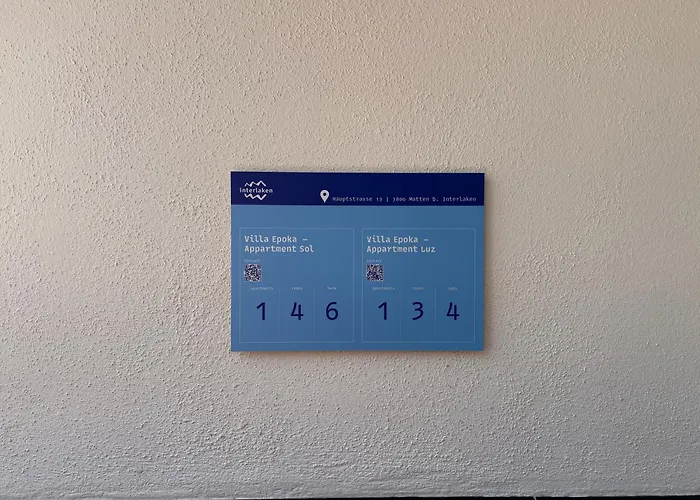 Interlaken
Hauptstrasse 13 | 3800 Matten b. Interlaken
Villa Epoka –
Appartment Sol
Villa Epoka –
Appartment Luz
1 4 6
1 3 4